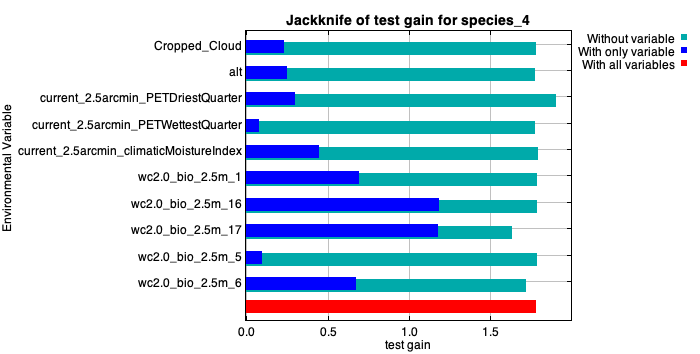 Jackknife of test gain for species_4
Without variable
With only variable
With all variables
Environmental Variable
Cropped_Cloud
alt
current_2.5arcmin_PETDriestQuarter
current_2.5arcmin_PETWettestQuarter
current_2.5arcmin_climaticMoistureIndex
wc2.0_bio_2.5m_1
wc2.0_bio_2.5m_16
wc2.0_bio_2.5m_17
wc2.0_bio_2.5m_5
wc2.0_bio_2.5m_6
0.0 0.5 1.0 1.5
test gain